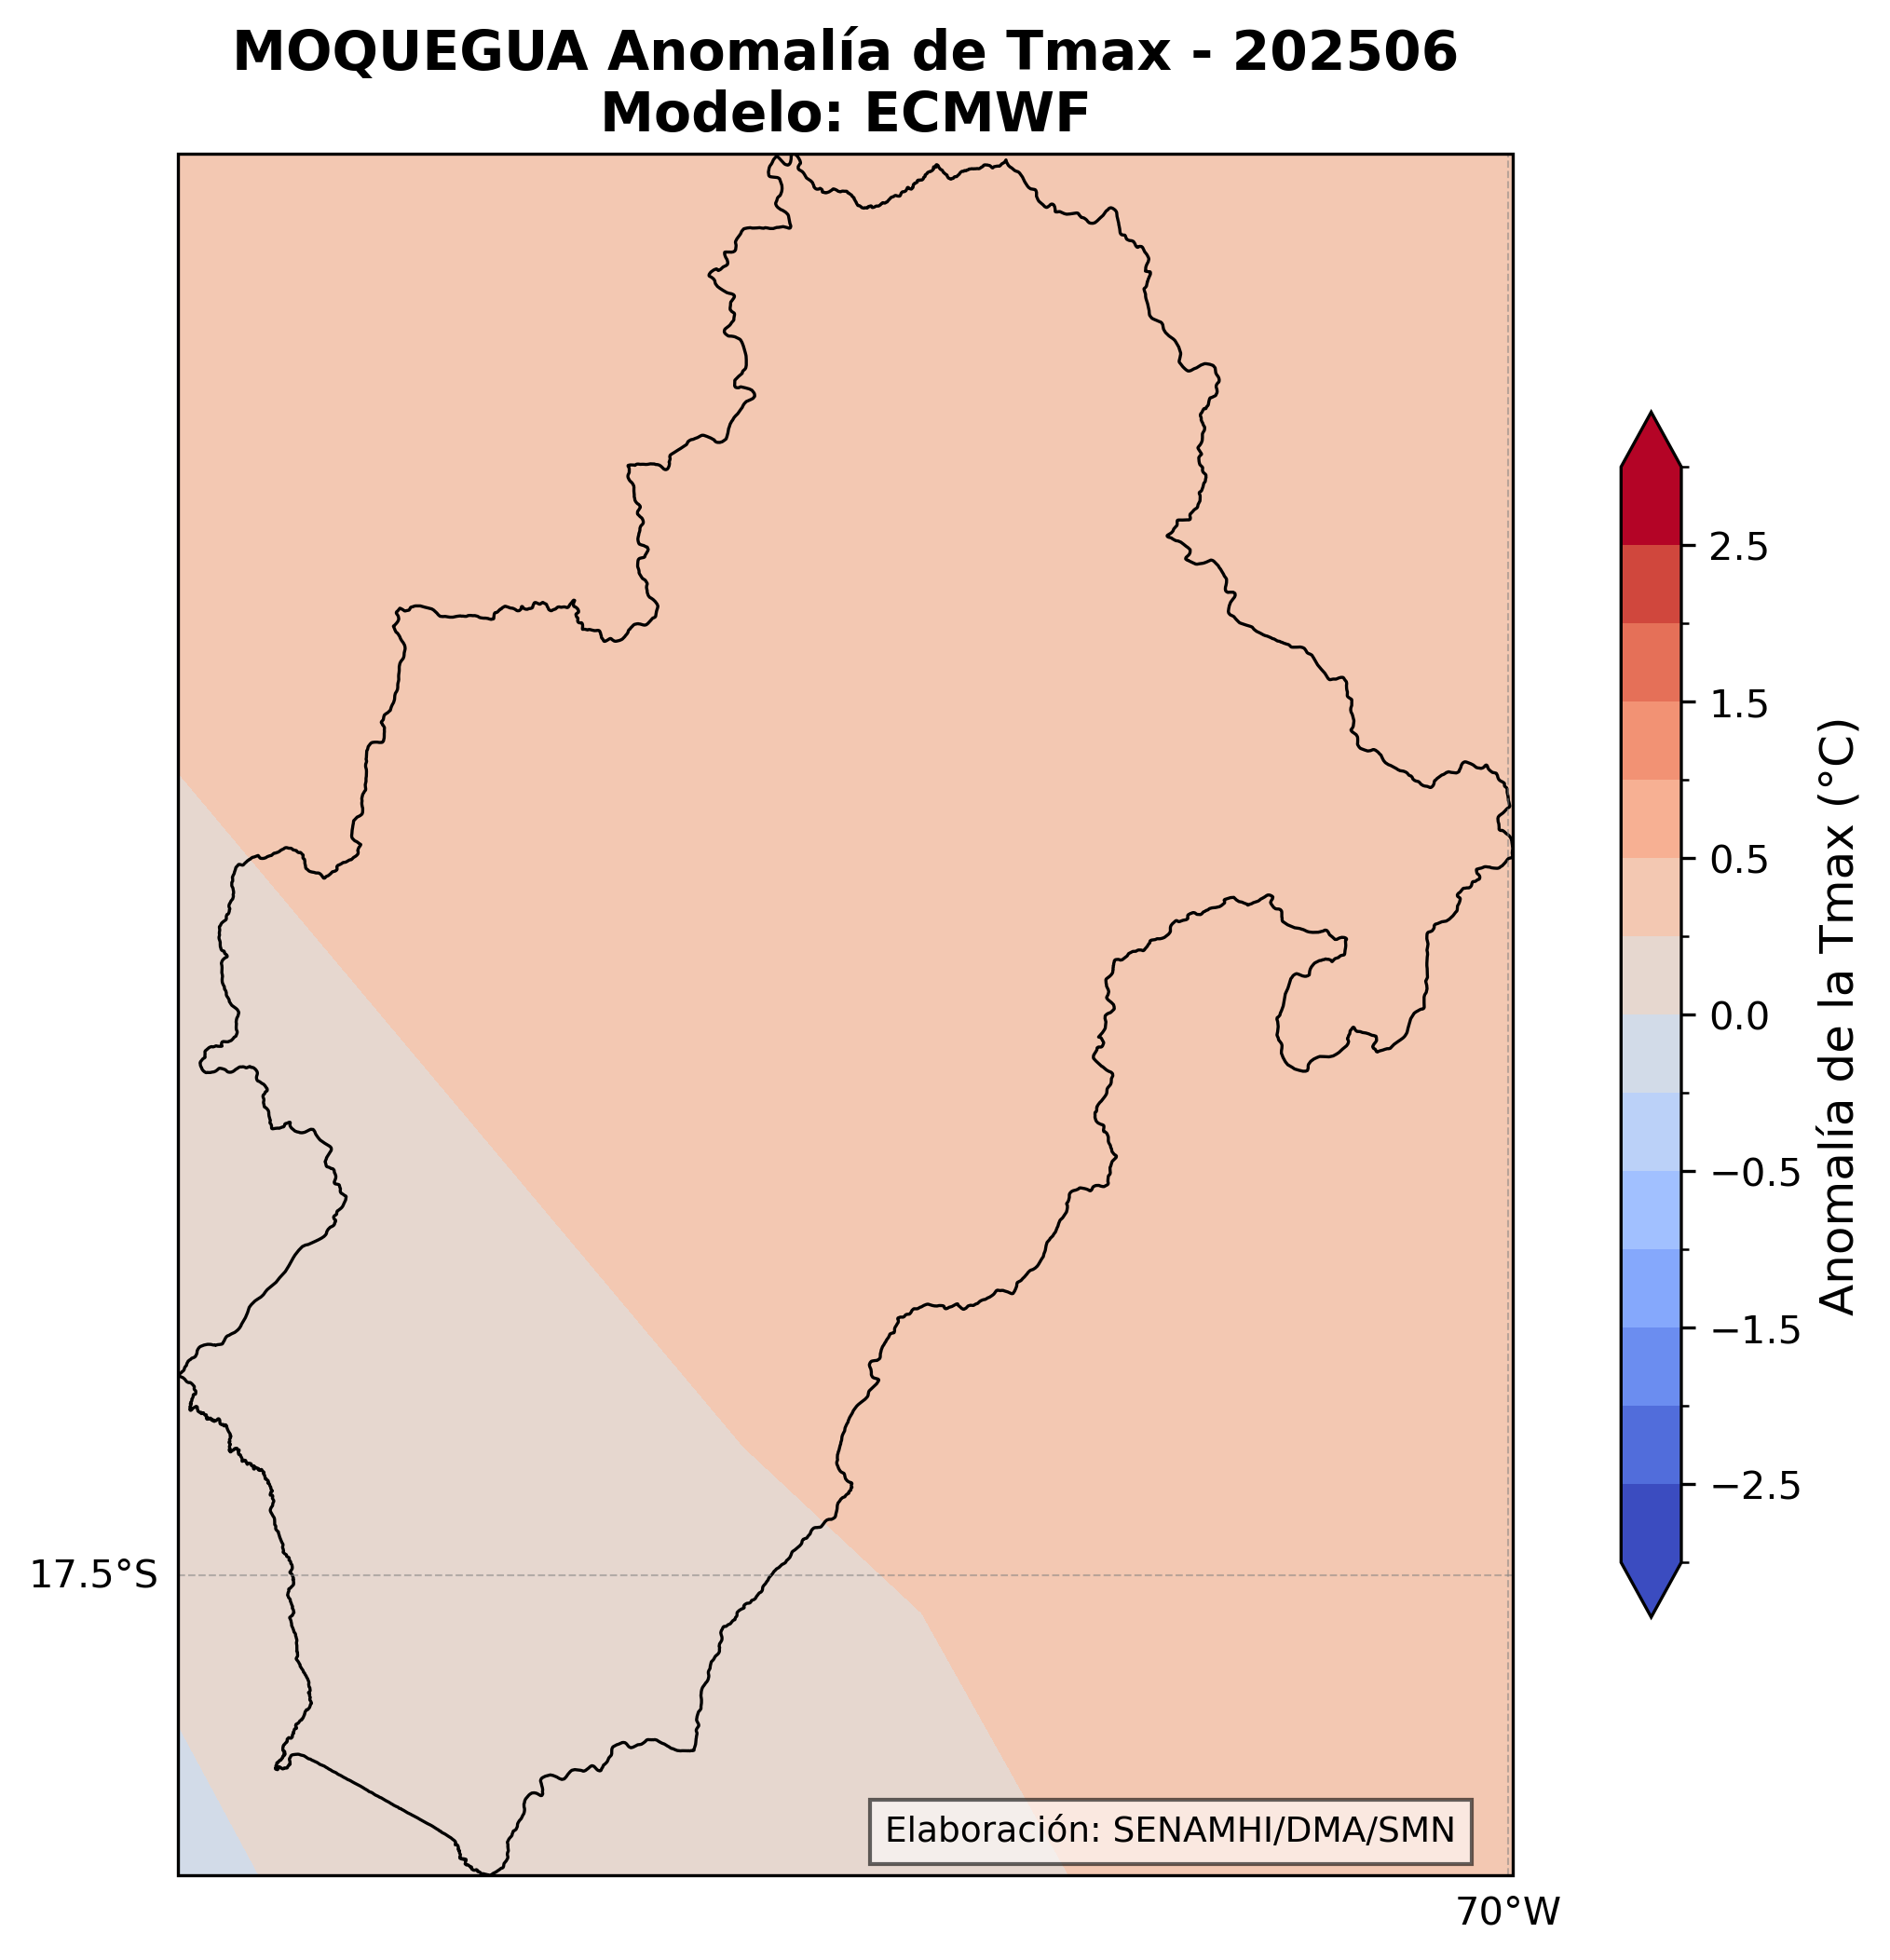 MOQUEGUA Anomalía de Tmax - 202506
Modelo: ECMWF
2.5
1.5
0.5
0.0
−0.5
−1.5
−2.5
Anomalía de la Tmax (°C)
17.5°S
Elaboración: SENAMHI/DMA/SMN
70°W